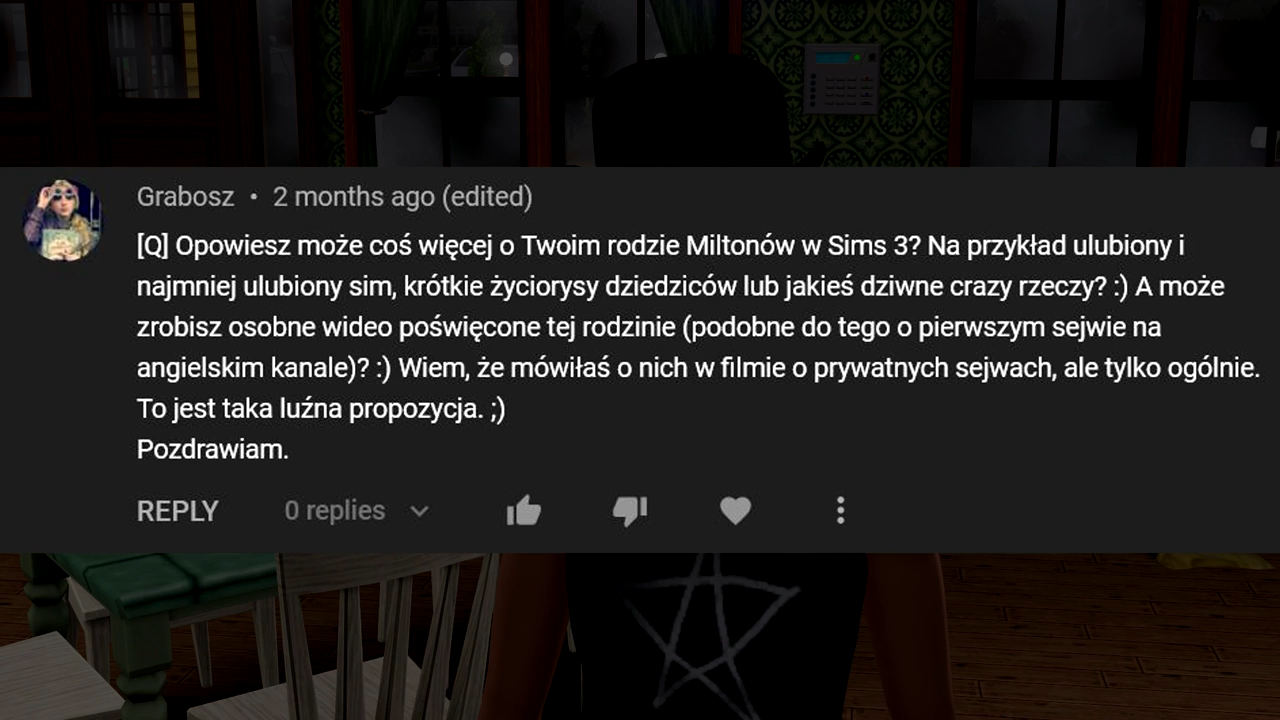 Grabosz • 2 months ago (edited)
[Q] Opowiesz może coś więcej o Twoim rodzie Miltonów w Sims 3? Na przykład ulubiony i
najmniej ulubiony sim, krótkie życiorysy dziedziców lub jakieś dziwne crazy rzeczy? :) A może
zrobisz osobne wideo poświęcone tej rodzinie (podobne do tego o pierwszym sejwie na
angielskim kanale)? :) Wiem, że mówiłaś o nich w filmie o prywatnych sejwach, ale tylko ogólnie.
To jest taka luźna propozycja. ;)
Pozdrawiam.
REPLY 0 replies